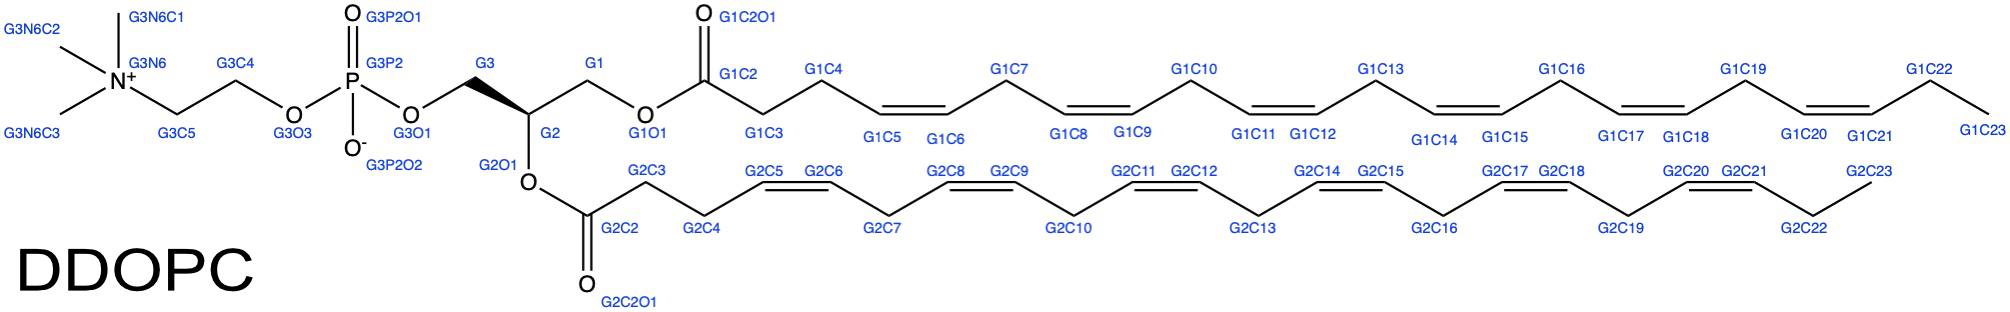 O G3P2O1 O G1C2O1
G3N6C1
G3N6C2
G3N6 G3C4 G3P2 G3 G1 G1C2 G1C4 G1C7 G1C10 G1C13 G1C16 G1C19 G1C22
N+ P
O O O
G3N6C3 G3C5 G3O3 G3O1 G2 G1O1 G1C3 G1C5 G1C6 G1C8 G1C9 G1C11 G1C12 G1C14 G1C15 G1C17 G1C18 G1C20 G1C21 G1C23
O-
G3P2O2 G2O1 G2C3 G2C5 G2C6 G2C8 G2C9 G2C11 G2C12 G2C14 G2C15 G2C17 G2C18 G2C20 G2C21 G2C23
O
G2C2 G2C4 G2C7 G2C10 G2C13 G2C16 G2C19 G2C22
DDOPC
O
G2C2O1